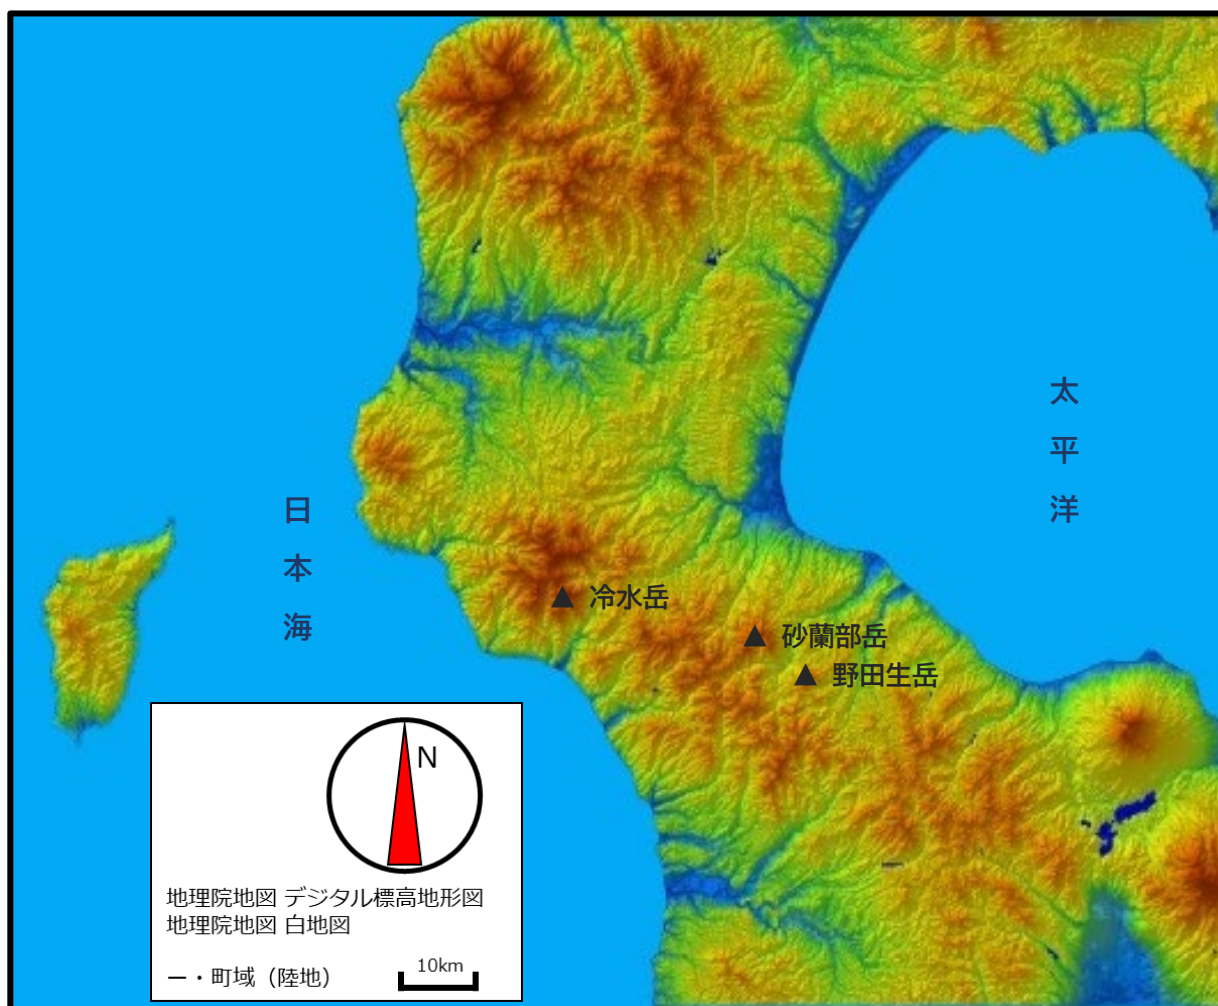 太平洋
日本海
▲冷水岳
▲砂蘭部岳
▲野田生岳
N
地理院地図 デジタル標高地形図
地理院地図 白地図
ー・町域（陸地）
10km